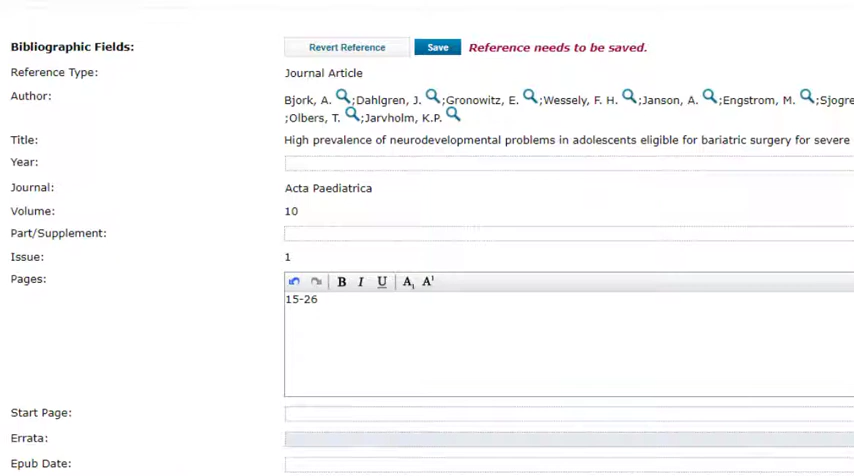 Bibliographic Fields: Revert Reference Save Reference needs to be saved.
Reference Type: Journal Article
Author: Bjork, A. ;Dahlgren, J. ;Gronowitz, E. ;Wessely, F. H. ;Janson, A. ;Engstrom, M. ;Sjogre
;Olbers, T. ;Jarvholm, K.P.
Title: High prevalence of neurodevelopmental problems in adolescents eligible for bariatric surgery for severe
Year:
Journal: Acta Paediatrica
Volume: 10
Part/Supplement:
Issue: 1
Pages: B I U A₁ A¹
15-26
Start Page:
Errata:
Epub Date: